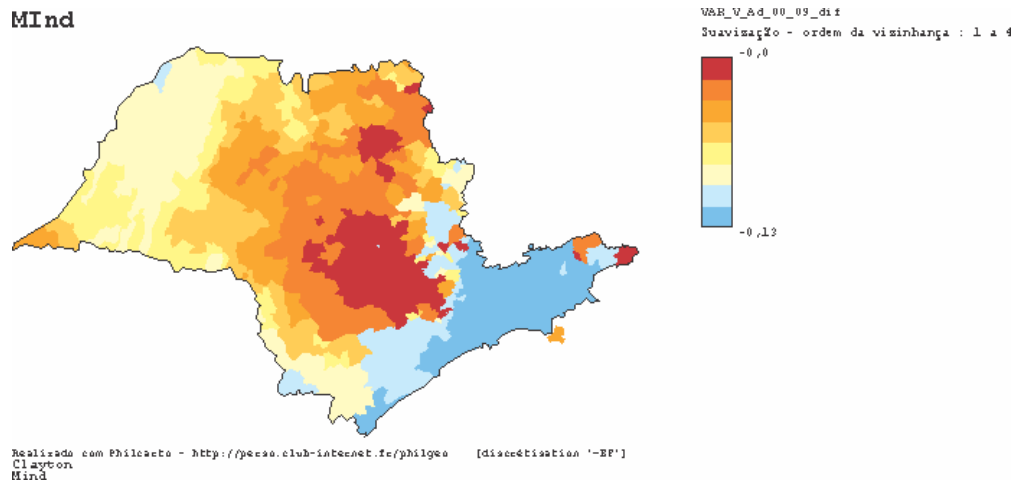 MInd
VAR_V_Ad_00_09_dif
Suavização - ordem da vizinhança : 1 a 4
-0,0
-0,13
Realizado com Philcarto - http://perso.club-internet.fr/philgeo [discrétisation '-EF']
Clayton
Mind